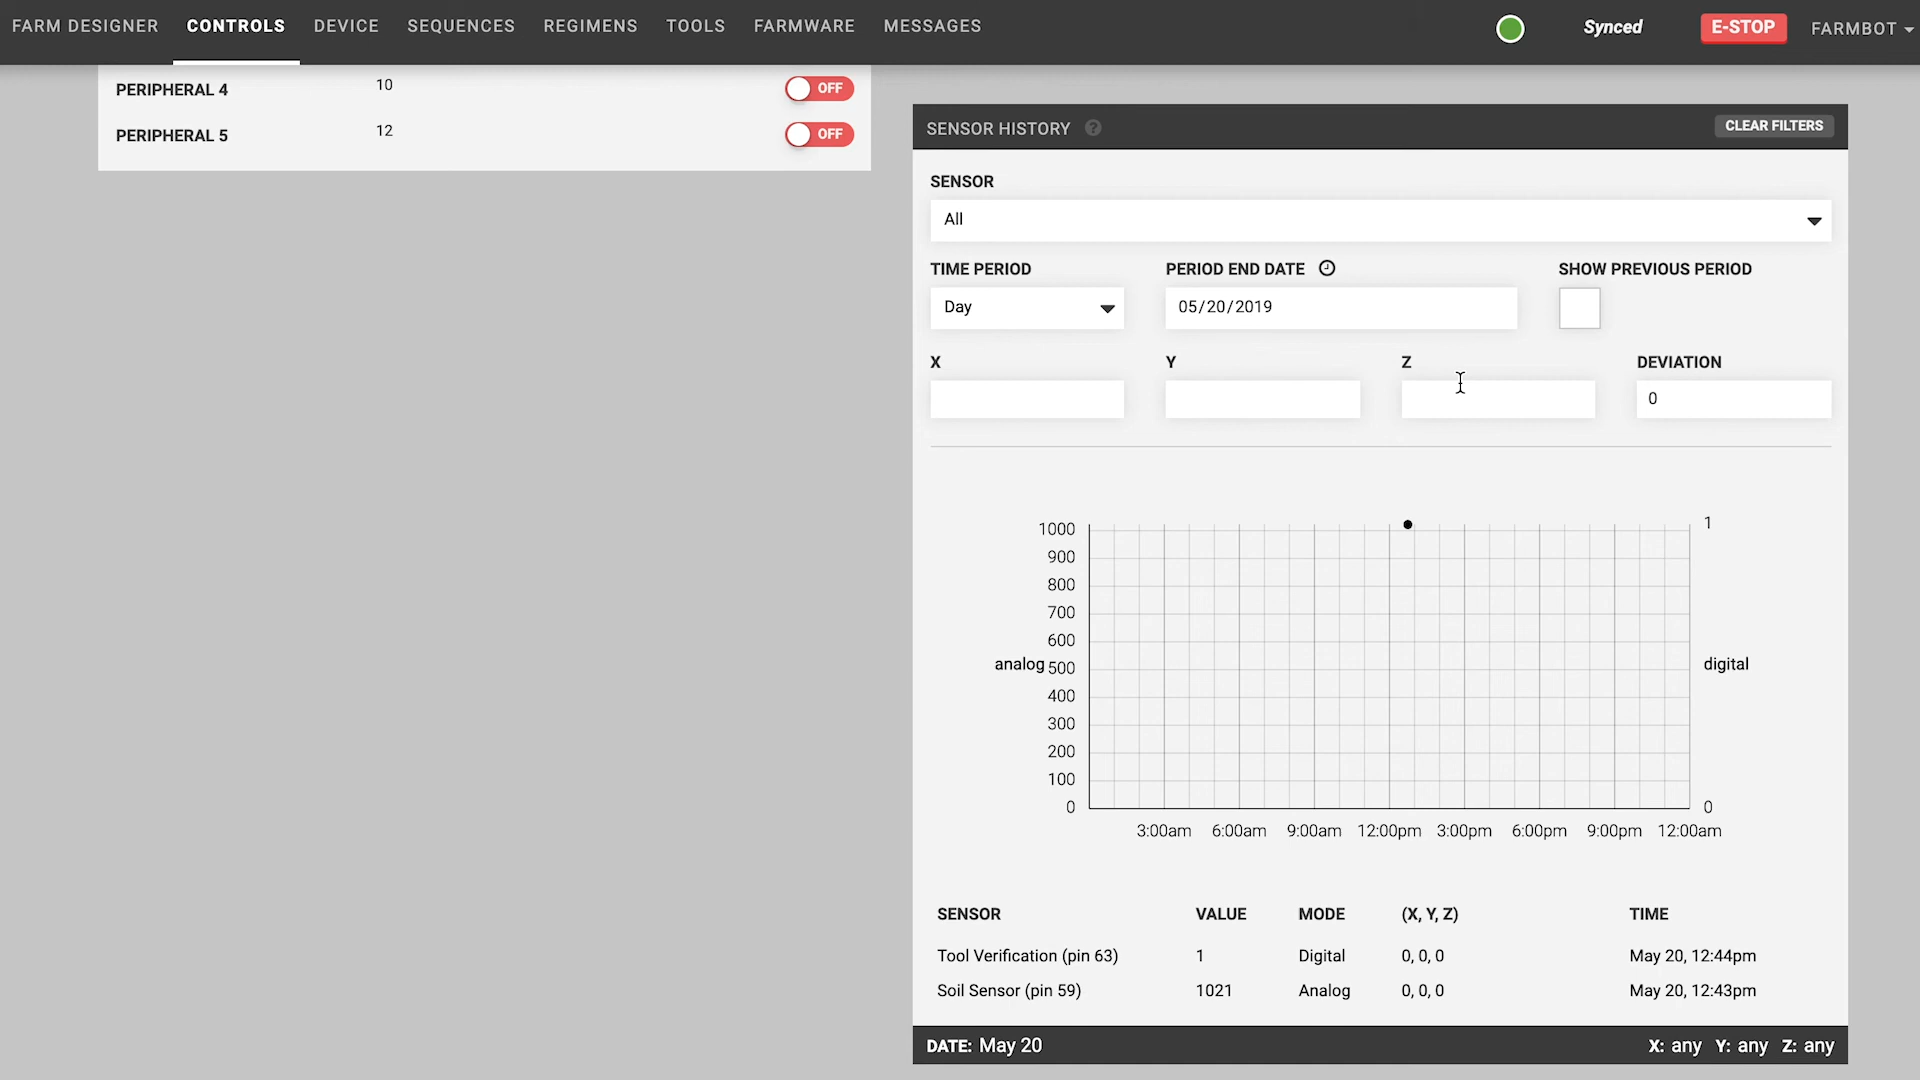 FARM DESIGNER CONTROLS DEVICE SEQUENCES REGIMENS TOOLS FARMWARE MESSAGES Synced E-STOP FARMBOT
PERIPHERAL 4 10 OFF
PERIPHERAL 5 12 OFF
SENSOR HISTORY ? CLEAR FILTERS
SENSOR
All
TIME PERIOD PERIOD END DATE SHOW PREVIOUS PERIOD
Day 05/20/2019
X Y Z DEVIATION
0
1000 1
900
800
700
600
analog 500 digital
400
300
200
100
0 0
3:00am 6:00am 9:00am 12:00pm 3:00pm 6:00pm 9:00pm 12:00am
SENSOR VALUE MODE (X, Y, Z) TIME
Tool Verification (pin 63) 1 Digital 0, 0, 0 May 20, 12:44pm
Soil Sensor (pin 59) 1021 Analog 0, 0, 0 May 20, 12:43pm
DATE: May 20 X: any Y: any Z: any